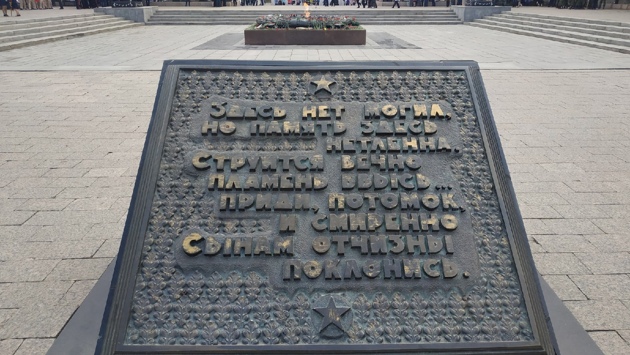 Здесь нет могил,
но память здесь
нетленна.
Струится вечно
пламень ввысь...
Приди, потомок,
и смиренно
Сынам Отчизны
поклонись.